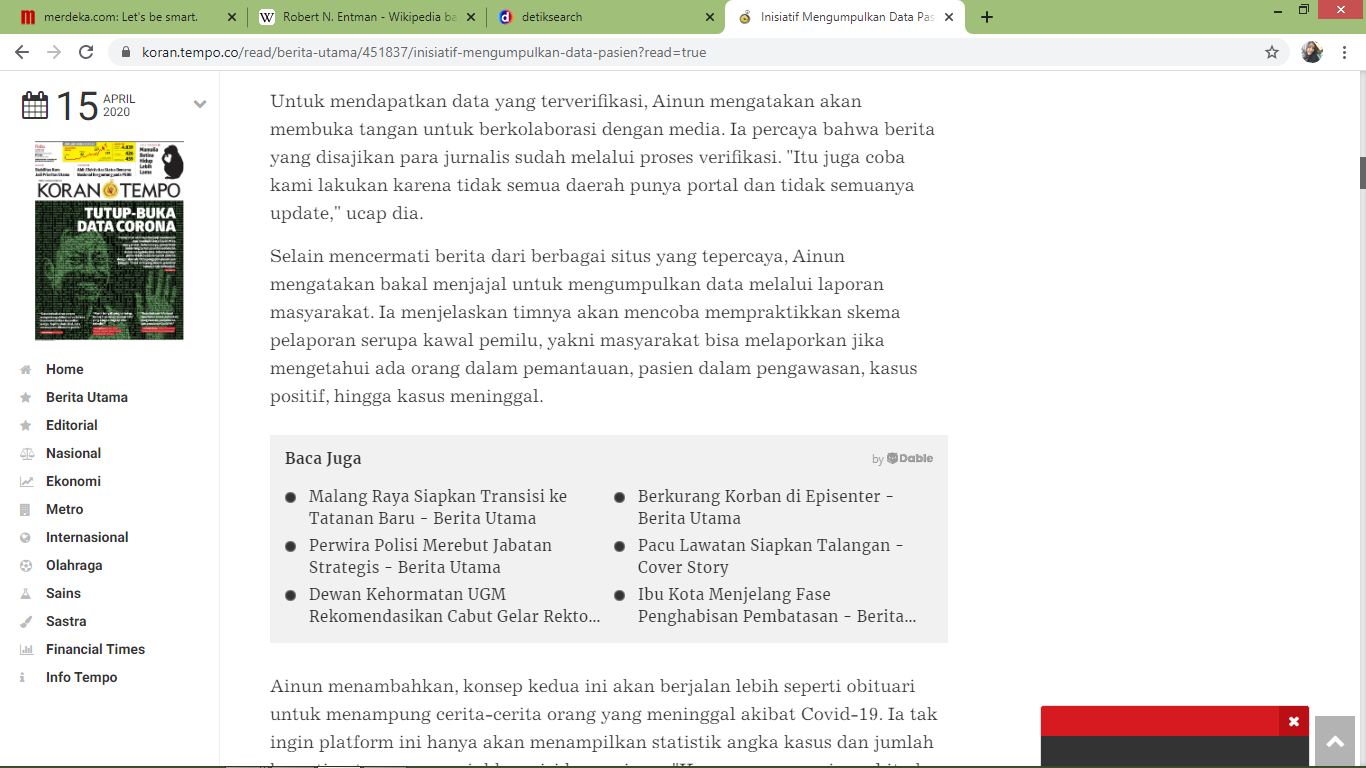 merdeka.com: Let's be smart.
Robert N. Entman - Wikipedia ba
detiksearch
Inisiatif Mengumpulkan Data Pas
koran.tempo.co/read/berita-utama/451837/inisiatif-mengumpulkan-data-pasien?read=true
15 APRIL
2020
KORAN TEMPO
TUTUP-BUKA
DATA CORONA
Home
Berita Utama
Editorial
Nasional
Ekonomi
Metro
Internasional
Olahraga
Sains
Sastra
Financial Times
Info Tempo
Untuk mendapatkan data yang terverifikasi, Ainun mengatakan akan
membuka tangan untuk berkolaborasi dengan media. Ia percaya bahwa berita
yang disajikan para jurnalis sudah melalui proses verifikasi. "Itu juga coba
kami lakukan karena tidak semua daerah punya portal dan tidak semuanya
update," ucap dia.
Selain mencermati berita dari berbagai situs yang tepercaya, Ainun
mengatakan bakal menjajal untuk mengumpulkan data melalui laporan
masyarakat. Ia menjelaskan timnya akan mencoba mempraktikkan skema
pelaporan serupa kawal pemilu, yakni masyarakat bisa melaporkan jika
mengetahui ada orang dalam pemantauan, pasien dalam pengawasan, kasus
positif, hingga kasus meninggal.
Baca Juga
by Dable
Malang Raya Siapkan Transisi ke
Tatanan Baru - Berita Utama
Perwira Polisi Merebut Jabatan
Strategis - Berita Utama
Dewan Kehormatan UGM
Rekomendasikan Cabut Gelar Rekto...
Berkurang Korban di Episenter -
Berita Utama
Pacu Lawatan Siapkan Talangan -
Cover Story
Ibu Kota Menjelang Fase
Penghabisan Pembatasan - Berita...
Ainun menambahkan, konsep kedua ini akan berjalan lebih seperti obituari
untuk menampung cerita-cerita orang yang meninggal akibat Covid-19. Ia tak
ingin platform ini hanya akan menampilkan statistik angka kasus dan jumlah